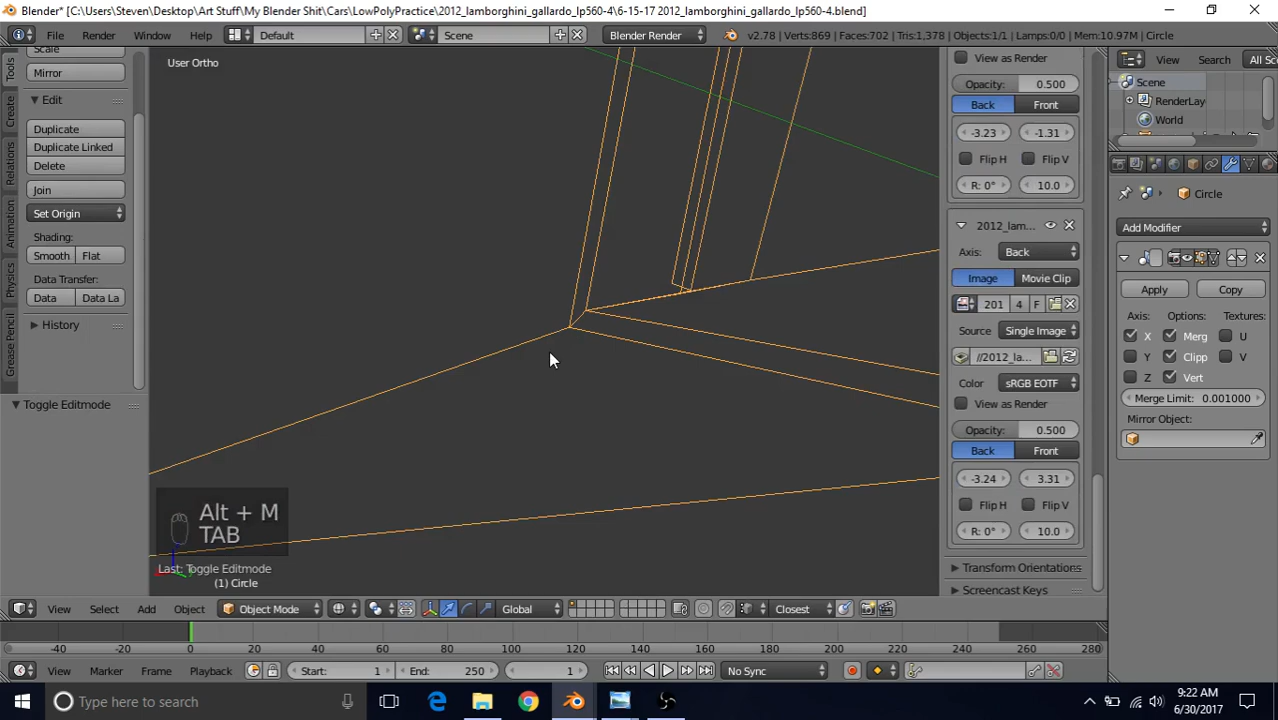 Blender* [C:\Users\Steven\Desktop\Art Stuff\My Blender Shit\Cars\LowPolyPractice\2012_lamborghini_gallardo_lp560-4\6-15-17 2012_lamborghini_gallardo_lp560-4.blend]
File Render Window Help Default Scene Blender Render v2.78 | Verts:869 | Faces:702 | Tris:1,378 | Objects:1/1 | Lamps:0/0 | Mem:10.97M | Circle
View Search All Sc
Scene
RenderLay
World
Tools
Create
Relations
Animation
Physics
Grease Pencil
Scale
Mirror
Edit
Duplicate
Duplicate Linked
Delete
Join
Set Origin
Shading:
Smooth Flat
Data Transfer:
Data Data La
History
Toggle Editmode
User Ortho
Alt + M
TAB
Last: Toggle Editmode
(1) Circle
View as Render
Opacity: 0.500
Back Front
-3.23 -1.31
Flip H Flip V
R: 0° 10.0
2012_lam...
Axis: Back
Image Movie Clip
201 4 F
Source Single Image
//2012_la...
Color sRGB EOTF
View as Render
Opacity: 0.500
Back Front
-3.24 3.31
Flip H Flip V
R: 0° 10.0
Transform Orientations
Screencast Keys
Circle
Add Modifier
Apply Copy
Axis: Options: Textures:
X Merg U
Y Clipp V
Z Vert
Merge Limit: 0.001000
Mirror Object:
View Select Add Object Object Mode Global Closest
-40 -20 0 20 40 60 80 100 120 140 160 180 200 220 240 260 280
View Marker Frame Playback Start: 1 End: 250 1 No Sync
Type here to search
9:22 AM
6/30/2017